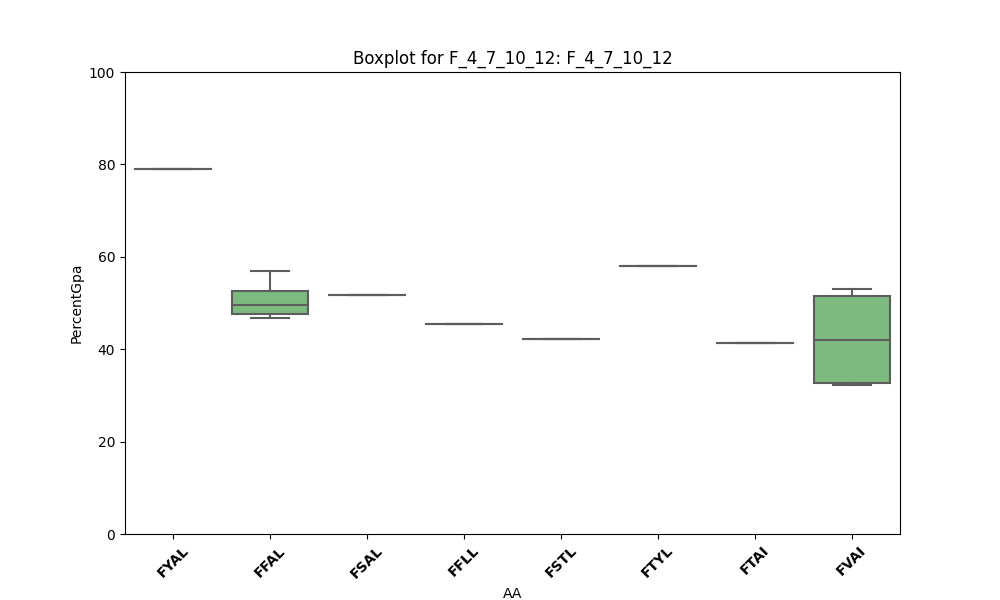 Boxplot for F_4_7_10_12: F_4_7_10_12
100
80
60
40
20
0
PercentGpa
FYAL
FFAL
FSAL
FFLL
FSTL
FTYL
FTAI
FVAI
AA